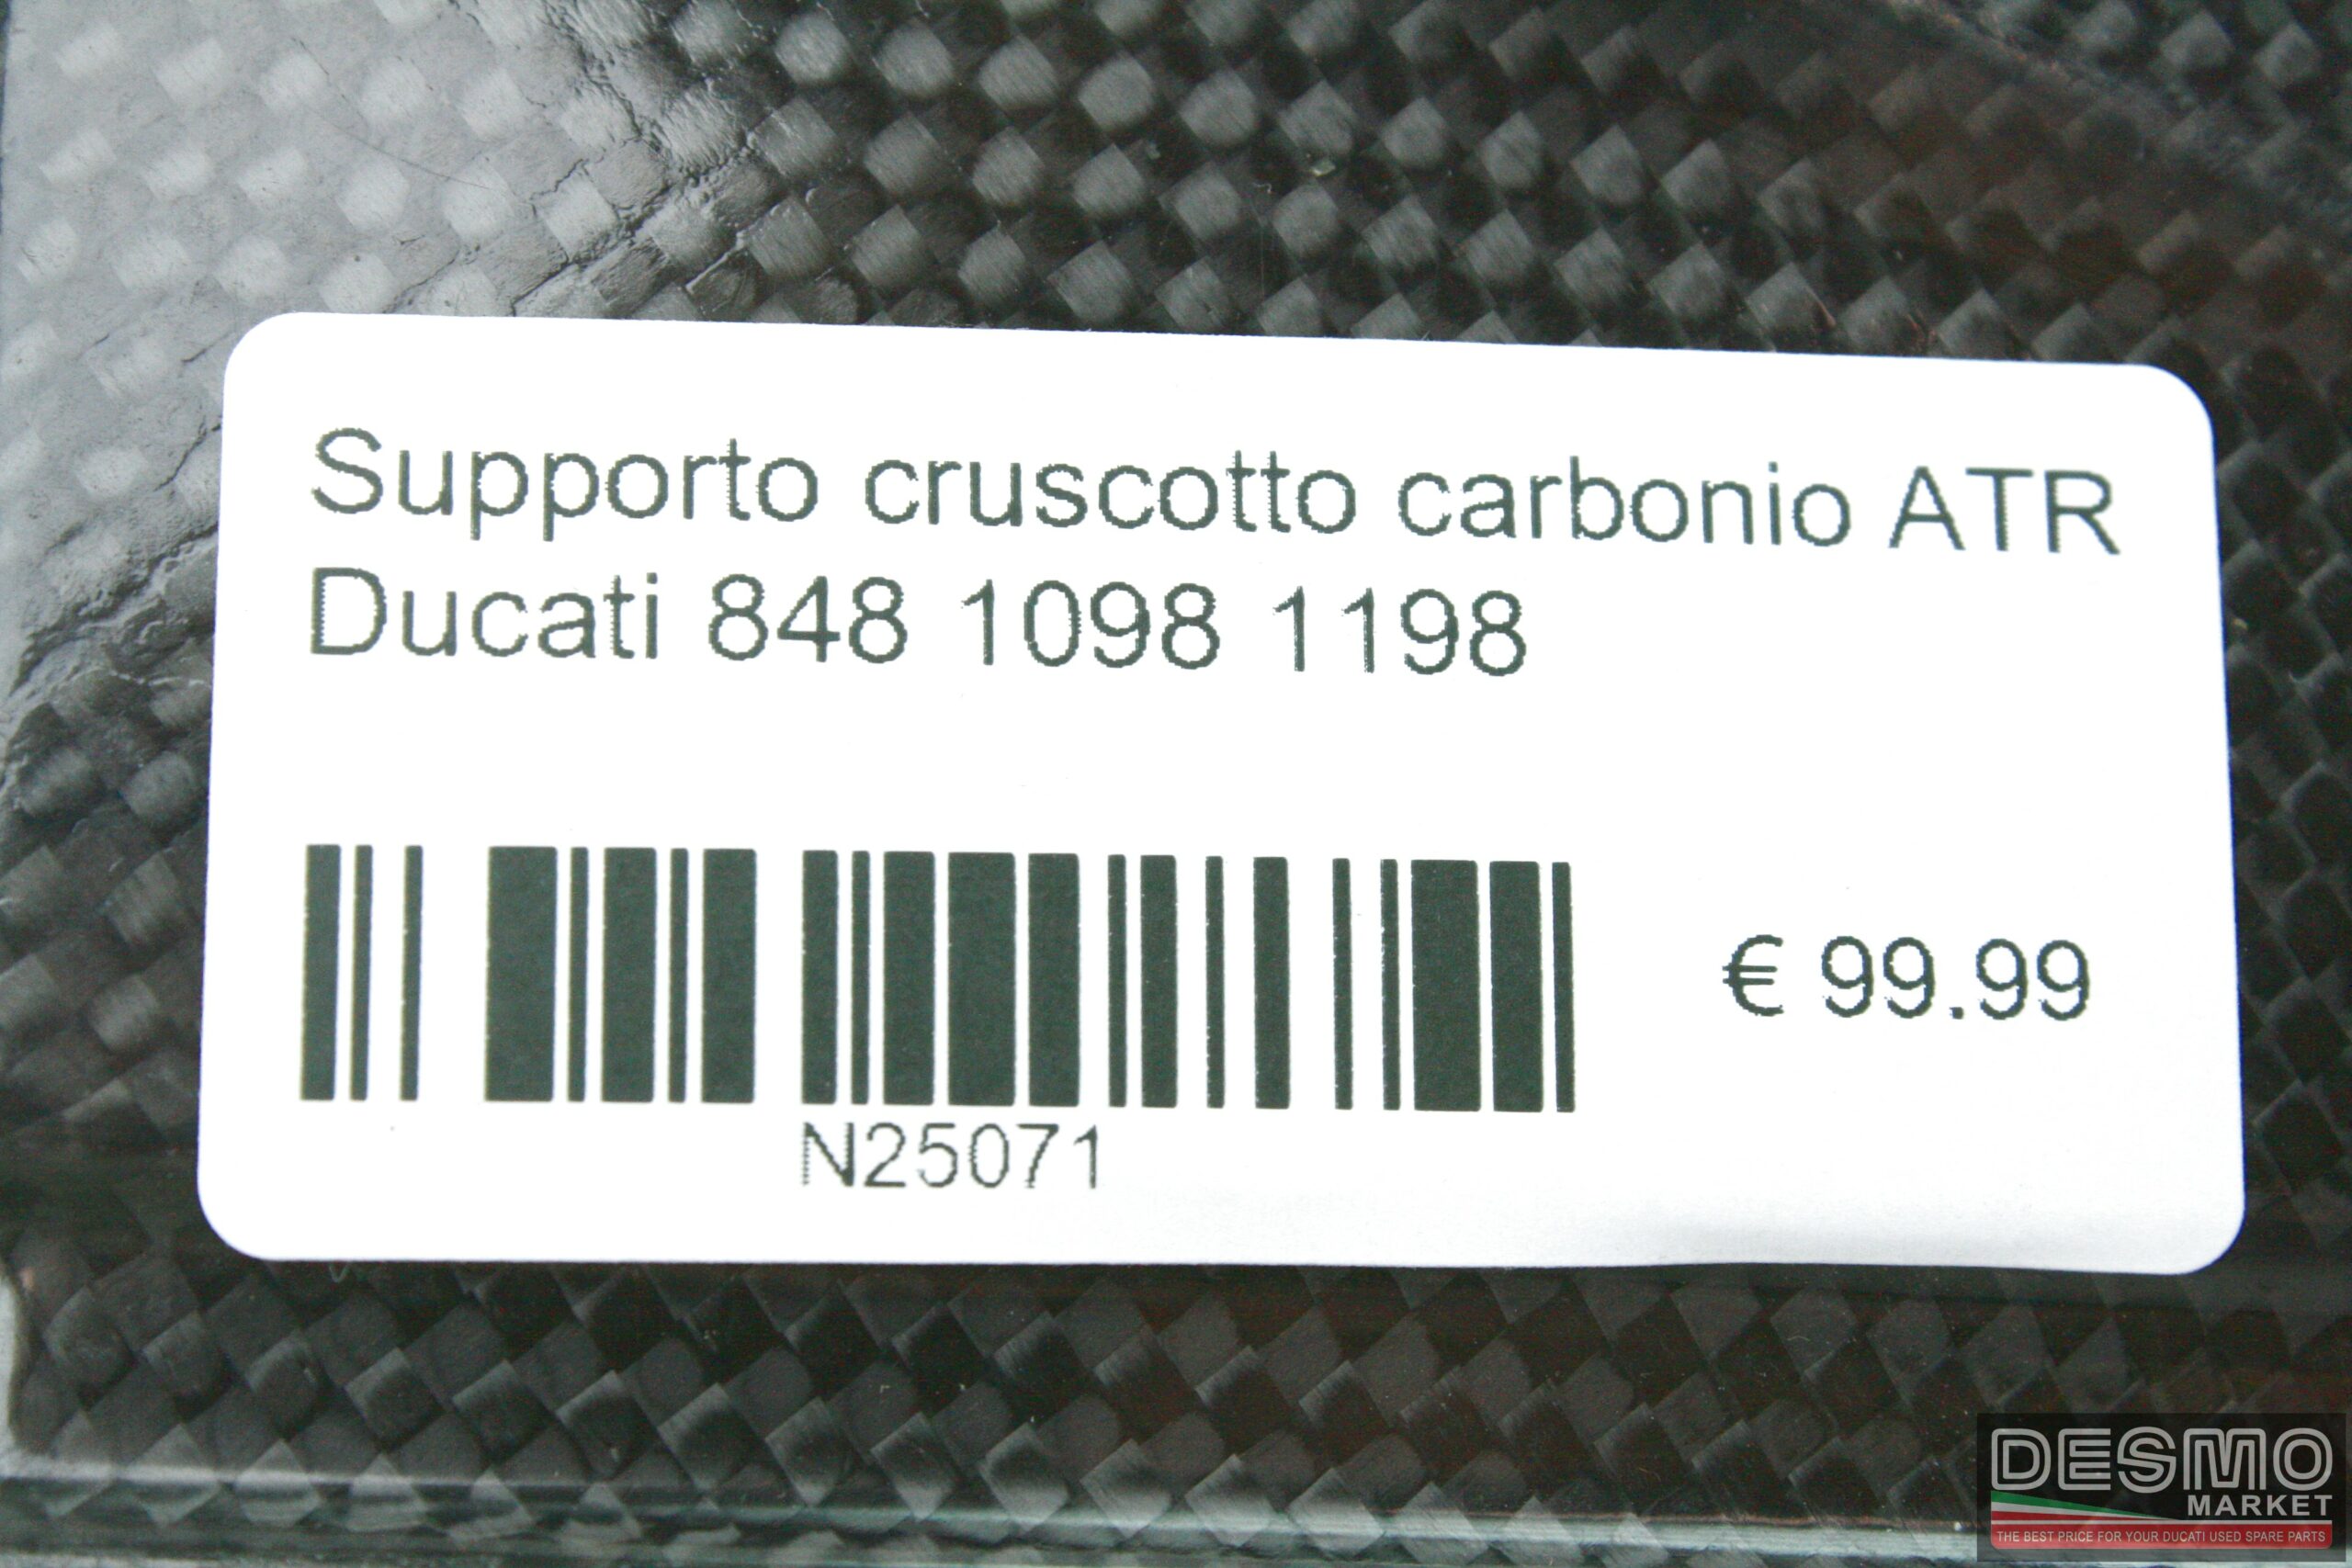 Supporto cruscotto carbonio ATR
Ducati 848 1098 1198
€ 99.99
N25071
DESMO
MARKET
THE BEST PRICE FOR YOUR DUCATI USED SPARE PARTS